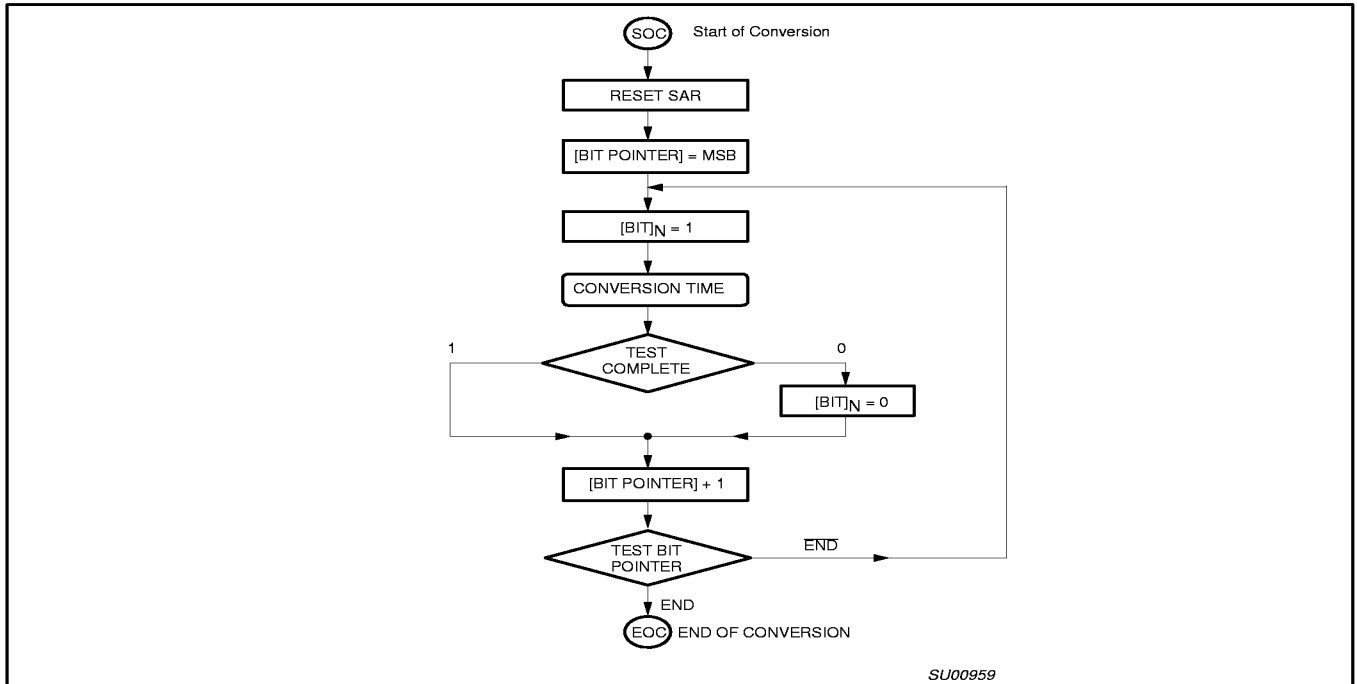 SOC Start of Conversion
RESET SAR
[BIT POINTER] = MSB
[BIT]N = 1
CONVERSION TIME
1
TEST
COMPLETE
0
[BIT]N = 0
[BIT POINTER] + 1
TEST BIT
POINTER
END
END
EOC END OF CONVERSION
SU00959